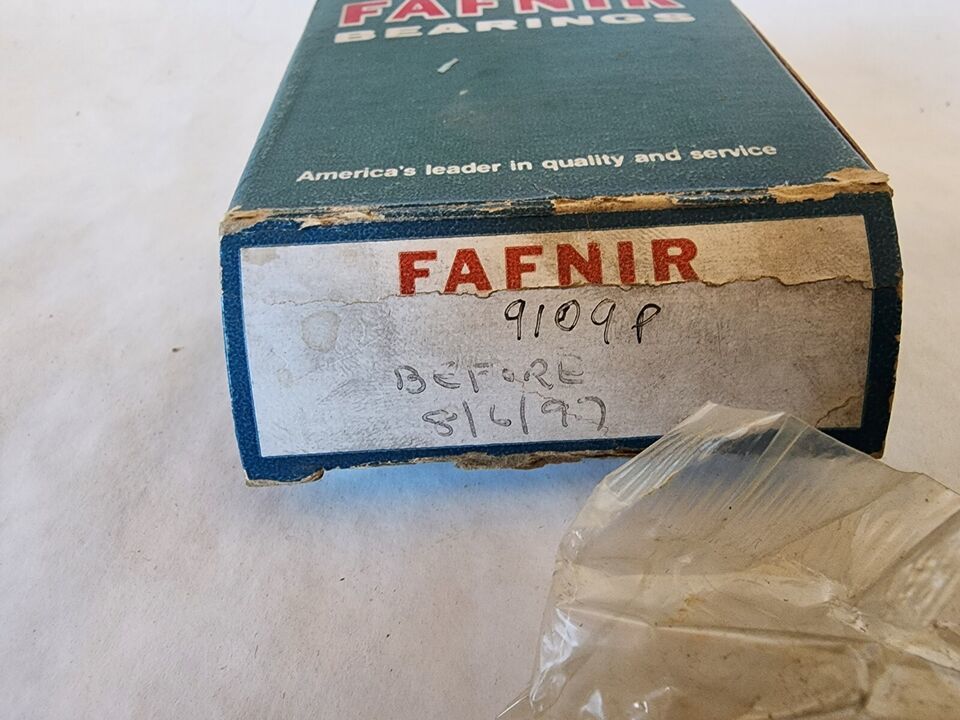 FAFNIR
BEARINGS
America's leader in quality and service
FAFNIR
9109P
BEFORE
8/6/97